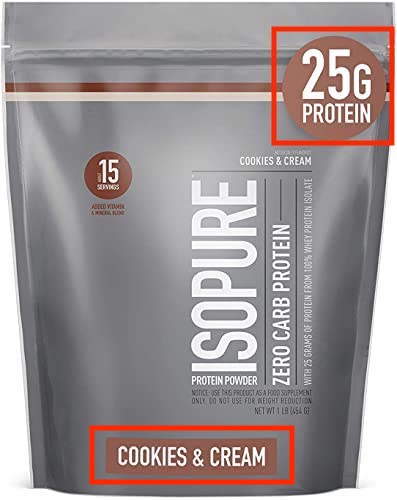 25G
PROTEIN
ARTIFICIALLY FLAVORED
COOKIES & CREAM
15
SERVINGS
ADDED VITAMIN
& MINERAL BLEND
ISOPURE
PROTEIN POWDER
ZERO CARB PROTEIN
WITH 25 GRAMS OF PROTEIN FROM 100% WHEY PROTEIN ISOLATE
NOTICE: USE THIS PRODUCT AS A FOOD SUPPLEMENT
ONLY. DO NOT USE FOR WEIGHT REDUCTION
NET WT 1 LB (454 G)
COOKIES & CREAM